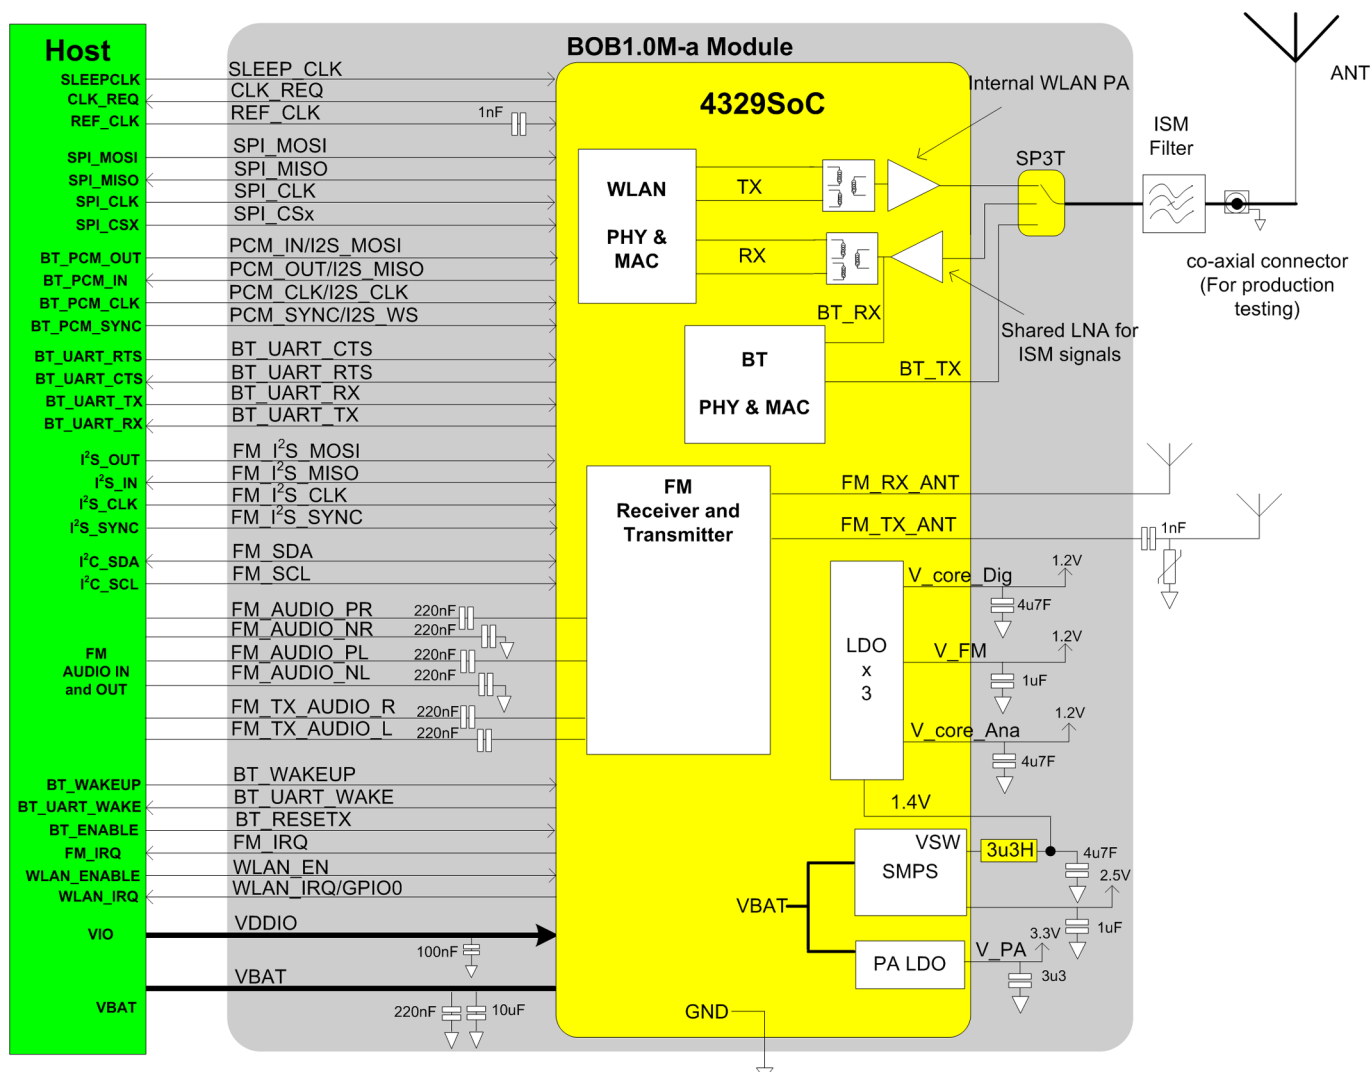 Host
SLEEPCLK
CLK_REQ
REF_CLK
SPI_MOSI
SPI_MISO
SPI_CLK
SPI_CSX
BT_PCM_OUT
BT_PCM_IN
BT_PCM_CLK
BT_PCM_SYNC
BT_UART_RTS
BT_UART_CTS
BT_UART_TX
BT_UART_RX
I²S_OUT
I²S_IN
I²S_CLK
I²S_SYNC
I²C_SDA
I²C_SCL
FM
AUDIO IN
and OUT
BT_WAKEUP
BT_UART_WAKE
BT_ENABLE
FM_IRQ
WLAN_ENABLE
WLAN_IRQ
VIO
VBAT
BOB1.0M-a Module
SLEEP_CLK
CLK_REQ
REF_CLK
1nF
SPI_MOSI
SPI_MISO
SPI_CLK
SPI_CSx
PCM_IN/I2S_MOSI
PCM_OUT/I2S_MISO
PCM_CLK/I2S_CLK
PCM_SYNC/I2S_WS
BT_UART_CTS
BT_UART_RTS
BT_UART_RX
BT_UART_TX
FM_I²S_MOSI
FM_I²S_MISO
FM_I²S_CLK
FM_I²S_SYNC
FM_SDA
FM_SCL
FM_AUDIO_PR 220nF
FM_AUDIO_NR 220nF
FM_AUDIO_PL 220nF
FM_AUDIO_NL 220nF
FM_TX_AUDIO_R 220nF
FM_TX_AUDIO_L 220nF
BT_WAKEUP
BT_UART_WAKE
BT_RESETX
FM_IRQ
WLAN_EN
WLAN_IRQ/GPIO0
VDDIO
100nF
VBAT
220nF
10uF
4329SoC
WLAN
PHY &
MAC
TX
RX
BT_RX
BT
PHY & MAC
BT_TX
Internal WLAN PA
Shared LNA for
ISM signals
SP3T
ISM
Filter
ANT
co-axial connector
(For production
testing)
FM
Receiver and
Transmitter
FM_RX_ANT
FM_TX_ANT
1nF
LDO
x
3
V_core_Dig
1.2V
4u7F
V_FM
1.2V
1uF
V_core_Ana
1.2V
4u7F
1.4V
VSW
SMPS
3u3H
4u7F
2.5V
1uF
VBAT
PA LDO
V_PA
3.3V
3u3
GND